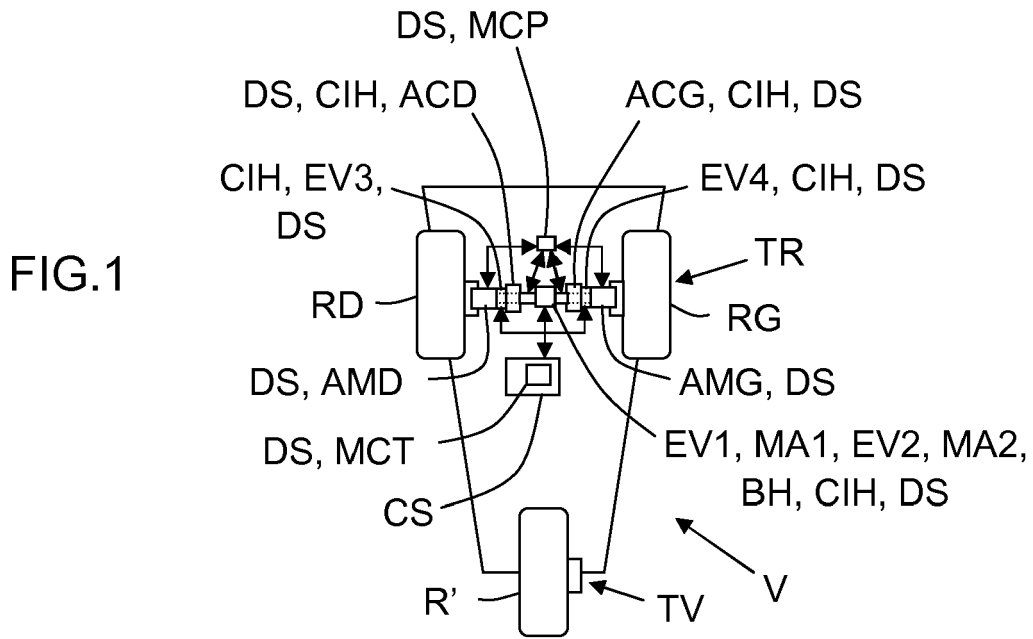 DS, MCP
DS, CIH, ACD
ACG, CIH, DS
CIH, EV3,
DS
EV4, CIH, DS
FIG.1
TR
RD
RG
DS, AMD
AMG, DS
DS, MCT
EV1, MA1, EV2, MA2,
BH, CIH, DS
CS
V
R’
TV